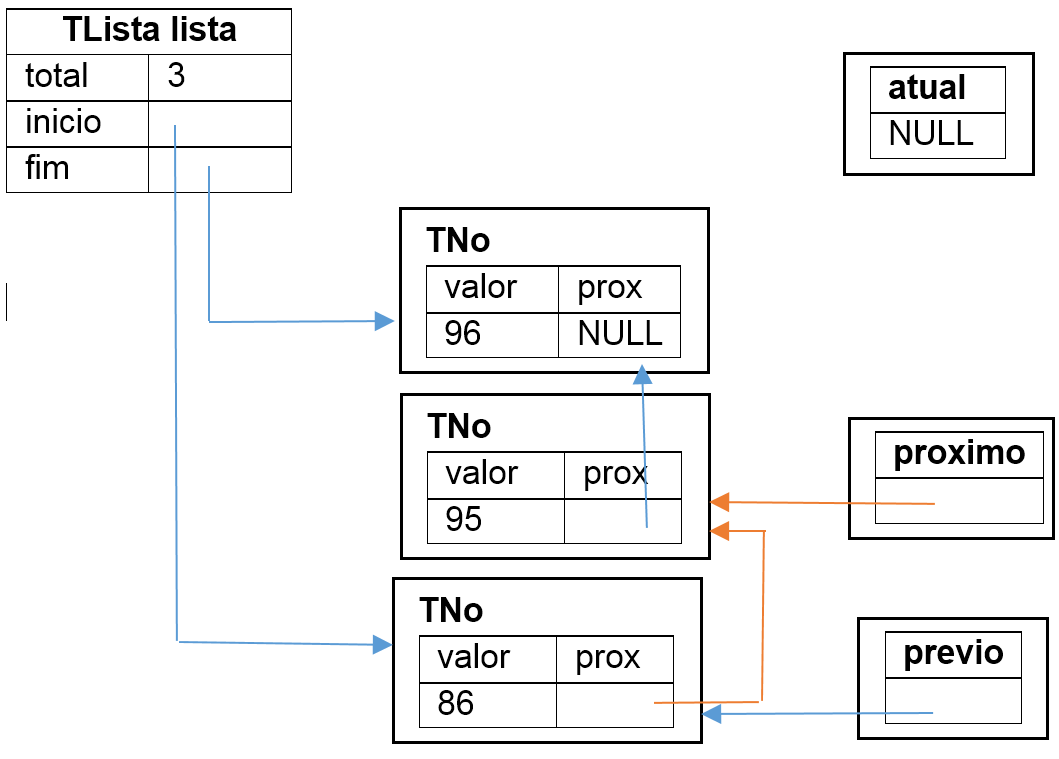 TLista lista
total 3
inicio
fim
atual
NULL
TNo
valor prox
96 NULL
TNo
valor prox
95
proximo
TNo
valor prox
86
previo